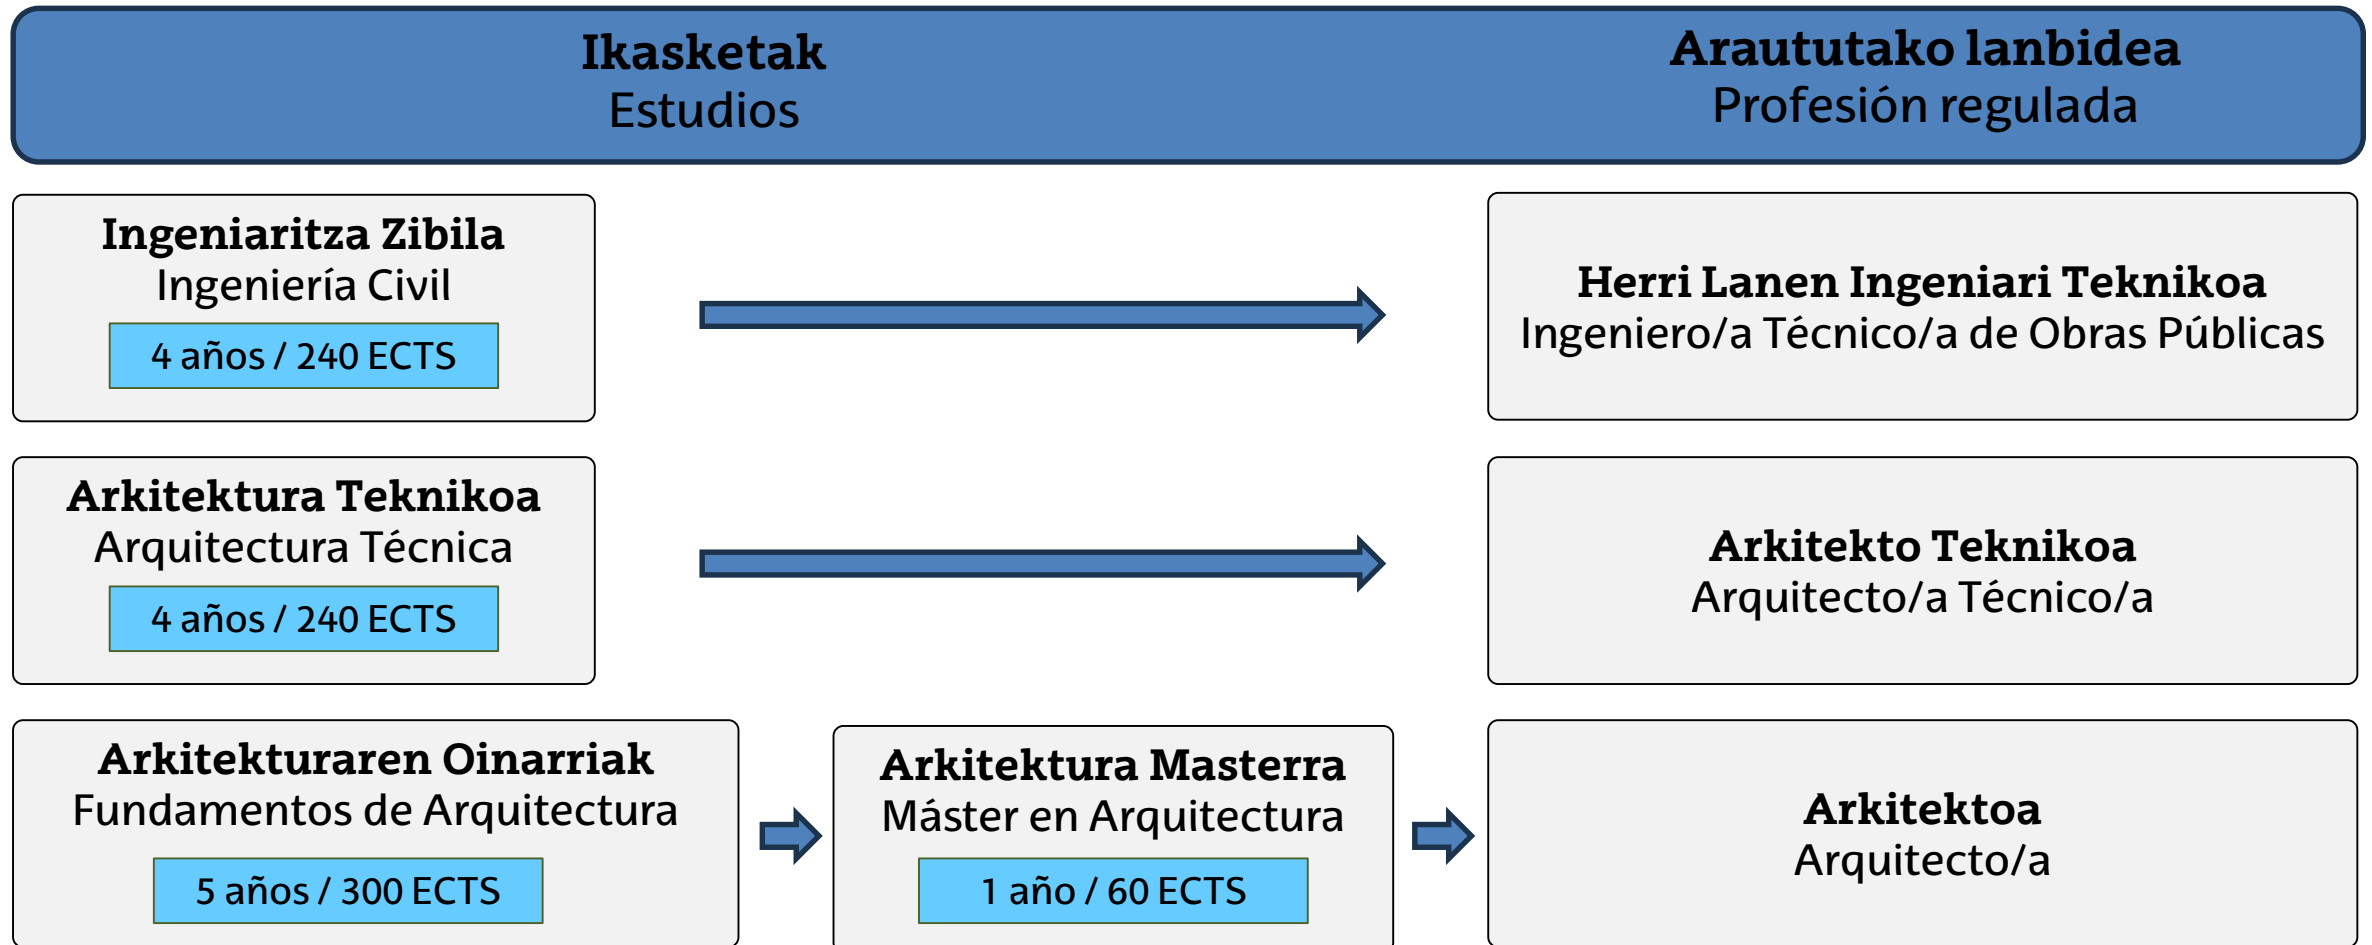 Ikasketak
Estudios
Araututako lanbidea
Profesión regulada
Ingeniaritza Zibila
Ingeniería Civil
4 años / 240 ECTS
Herri Lanen Ingeniari Teknikoa
Ingeniero/a Técnico/a de Obras Públicas
Arkitektura Teknikoa
Arquitectura Técnica
4 años / 240 ECTS
Arkitekto Teknikoa
Arquitecto/a Técnico/a
Arkitekturaren Oinarriak
Fundamentos de Arquitectura
5 años / 300 ECTS
Arkitektura Masterra
Máster en Arquitectura
1 año / 60 ECTS
Arkitektoa
Arquitecto/a